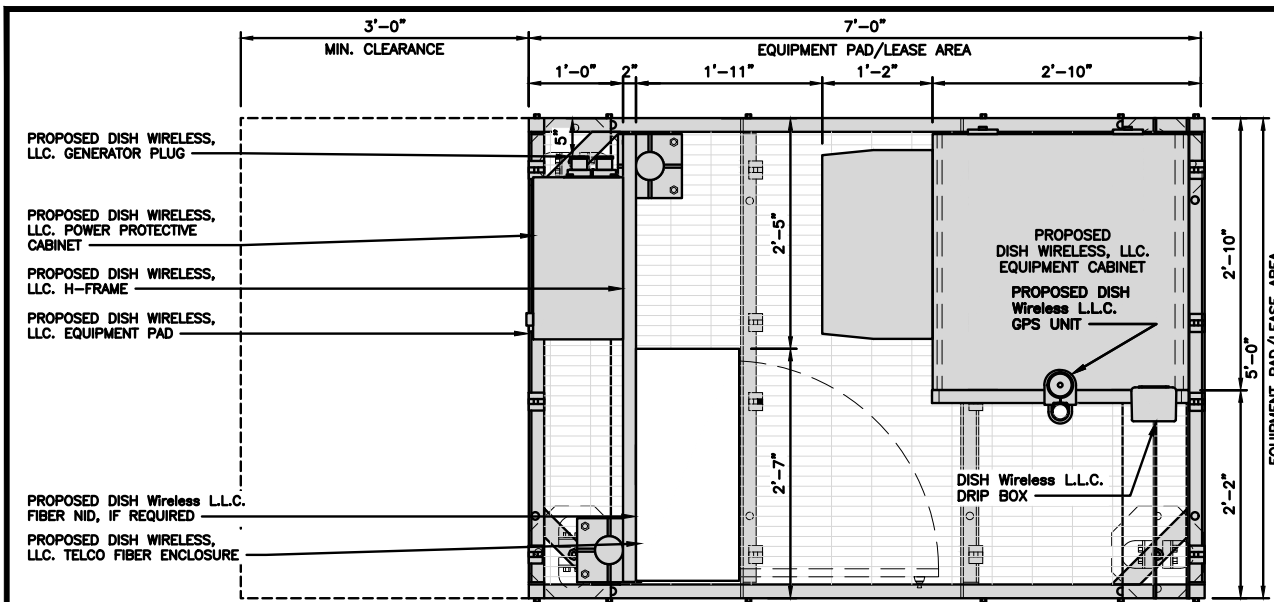 3'-0"
7'-0"
MIN. CLEARANCE
EQUIPMENT PAD/LEASE AREA
1'-0"
2"
1'-11"
1'-2"
2'-10"
PROPOSED DISH WIRELESS,
LLC. GENERATOR PLUG
5"
PROPOSED DISH WIRELESS,
LLC. POWER PROTECTIVE
CABINET
PROPOSED DISH WIRELESS,
LLC. H-FRAME
PROPOSED DISH WIRELESS,
LLC. EQUIPMENT PAD
2'-5"
PROPOSED
DISH WIRELESS, LLC.
EQUIPMENT CABINET
PROPOSED DISH
Wireless L.L.C.
GPS UNIT
2'-10"
5'-0"
EQUIPMENT PAD/LEASE AREA
2'-7"
DISH Wireless L.L.C.
DRIP BOX
2'-2"
PROPOSED DISH Wireless L.L.C.
FIBER NID, IF REQUIRED
PROPOSED DISH WIRELESS,
LLC. TELCO FIBER ENCLOSURE